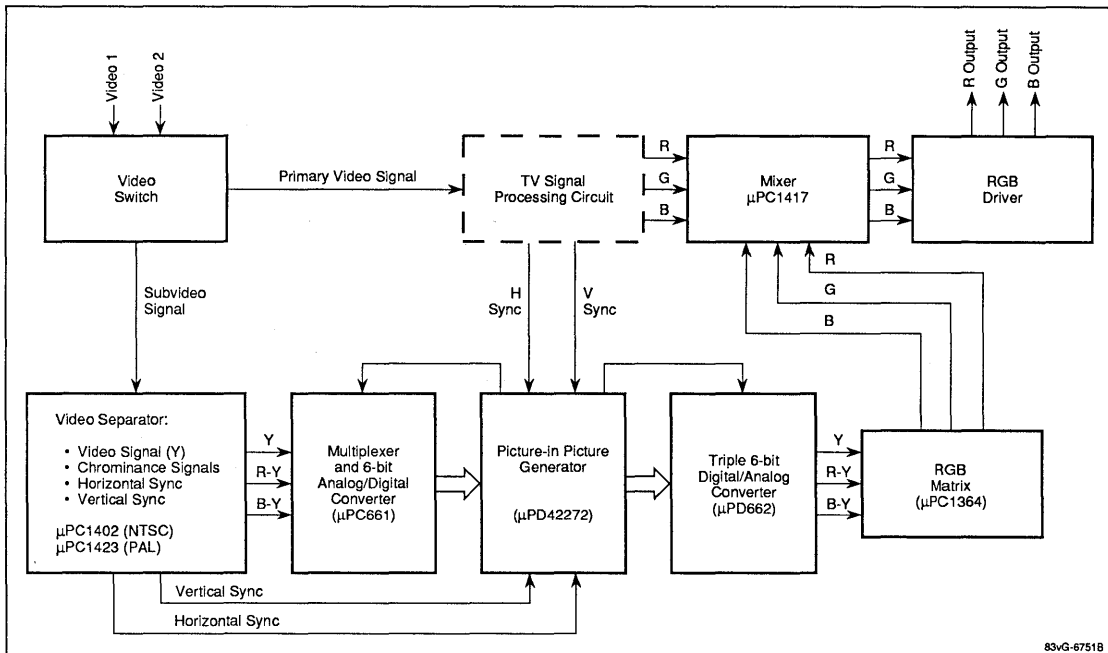 Video 1
Video 2
R Output
G Output
B Output
Video
Switch
Primary Video Signal
TV Signal
Processing Circuit
R
G
B
Mixer
µPC1417
R
G
B
RGB
Driver
Subvideo
Signal
H
Sync
V
Sync
R
G
B
Video Separator:
• Video Signal (Y)
• Chrominance Signals
• Horizontal Sync
• Vertical Sync
µPC1402 (NTSC)
µPC1423 (PAL)
Y
R-Y
B-Y
Multiplexer
and 6-bit
Analog/Digital
Converter
(µPC661)
Picture-in Picture
Generator
(µPD42272)
Triple 6-bit
Digital/Analog
Converter
(µPD662)
Y
R-Y
B-Y
RGB
Matrix
(µPC1364)
Vertical Sync
Horizontal Sync
83vG-6751B